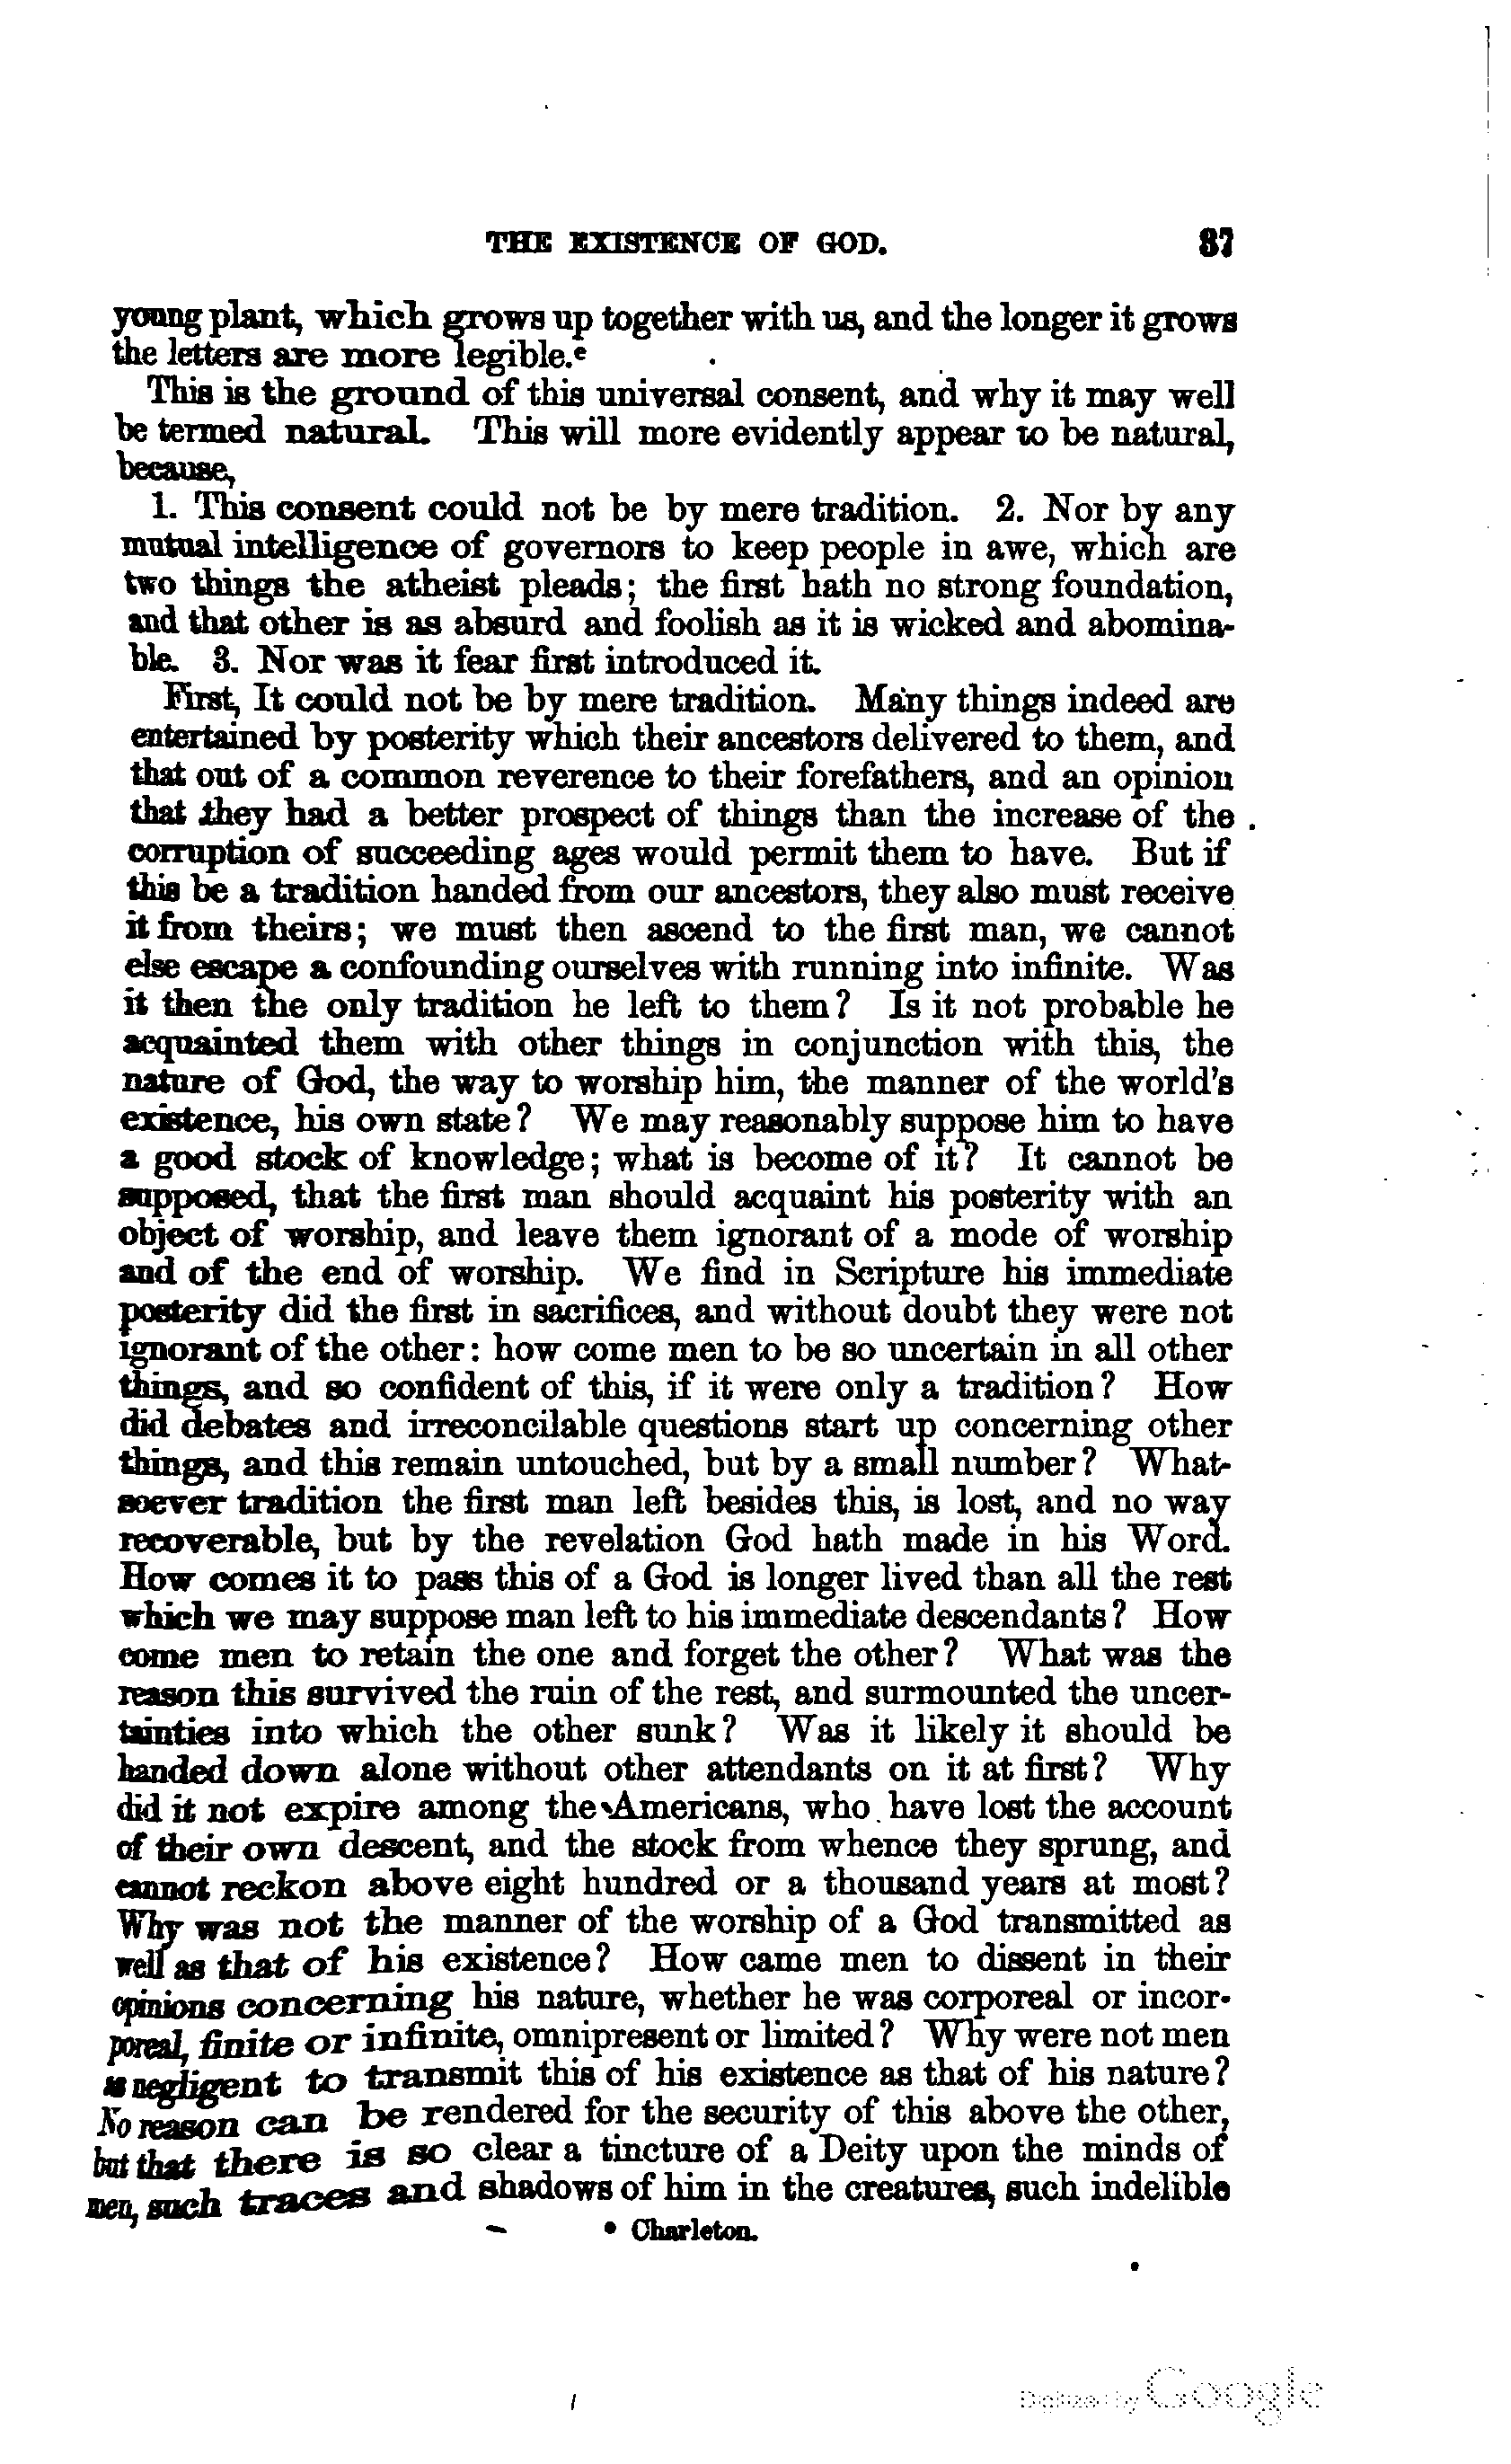 THE EXISTENCE OF GOD. 37
young plant, which grows up together with us, and the longer it grows
the letters are more legible.e
This is the ground of this universal consent, and why it may well
be termed natural. This will more evidently appear to be natural,
because,
1. This consent could not be by mere tradition. 2. Nor by any
mutual intelligence of governors to keep people in awe, which are
two things the atheist pleads; the first hath no strong foundation,
and that other is as absurd and foolish as it is wicked and abomina-
ble. 3. Nor was it fear first introduced it.
First, It could not be by mere tradition. Many things indeed are
entertained by posterity which their ancestors delivered to them, and
that out of a common reverence to their forefathers, and an opinion
that they had a better prospect of things than the increase of the
corruption of succeeding ages would permit them to have. But if
this be a tradition handed from our ancestors, they also must receive
it from theirs; we must then ascend to the first man, we cannot
else escape a confounding ourselves with running into infinite. Was
it then the only tradition he left to them? Is it not probable he
acquainted them with other things in conjunction with this, the
nature of God, the way to worship him, the manner of the world's
existence, his own state? We may reasonably suppose him to have
a good stock of knowledge; what is become of it? It cannot be
supposed, that the first man should acquaint his posterity with an
object of worship, and leave them ignorant of a mode of worship
and of the end of worship. We find in Scripture his immediate
posterity did the first in sacrifices, and without doubt they were not
ignorant of the other: how come men to be so uncertain in all other
things, and so confident of this, if it were only a tradition? How
did debates and irreconcilable questions start up concerning other
things, and this remain untouched, but by a small number? What-
soever tradition the first man left besides this, is lost, and no way
recoverable, but by the revelation God hath made in his Word.
How comes it to pass this of a God is longer lived than all the rest
which we may suppose man left to his immediate descendants? How
come men to retain the one and forget the other? What was the
reason this survived the ruin of the rest, and surmounted the uncer-
tainties into which the other sunk? Was it likely it should be
handed down alone without other attendants on it at first? Why
did it not expire among the Americans, who have lost the account
of their own descent, and the stock from whence they sprung, and
cannot reckon above eight hundred or a thousand years at most?
Why was not the manner of the worship of a God transmitted as
well as that of his existence? How came men to dissent in their
opinions concerning his nature, whether he was corporeal or incor-
poreal, finite or infinite, omnipresent or limited? Why were not men
as negligent to transmit this of his existence as that of his nature?
No reason can be rendered for the security of this above the other,
but that there is so clear a tincture of a Deity upon the minds of
men, such traces and shadows of him in the creatures, such indelible
e Charleton.
Digitized by Google